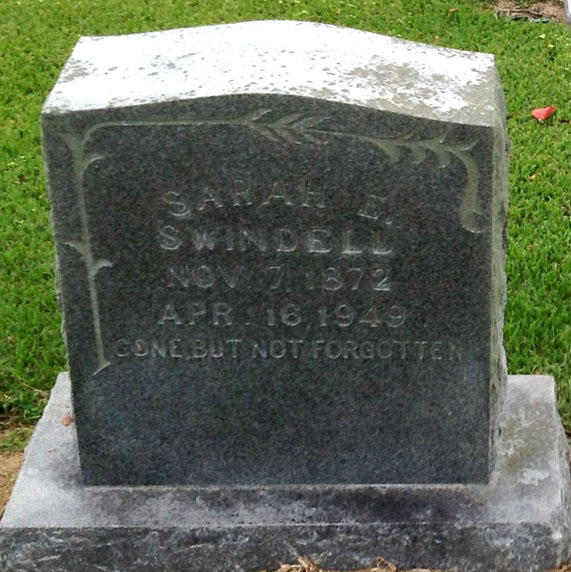 SARAH E.
SWINDELL
NOV. 7, 1872
APR. 16, 1949
GONE, BUT NOT FORGOTTEN